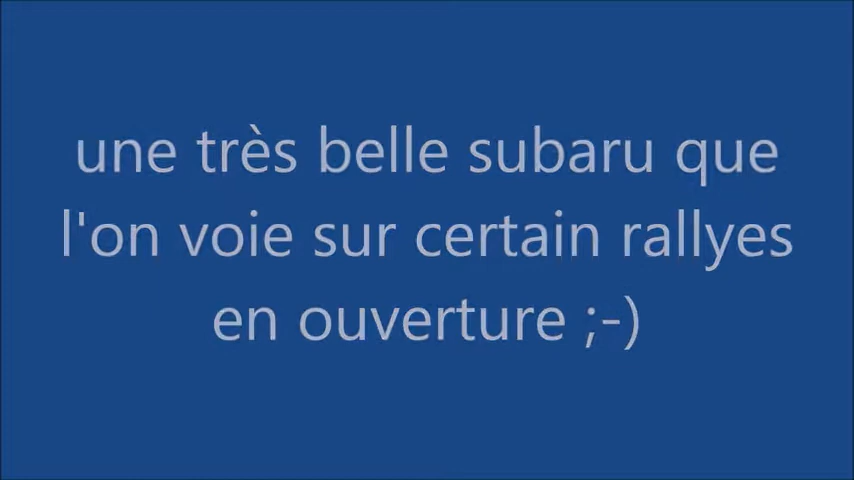 une très belle subaru que
l'on voie sur certain rallyes
en ouverture ;-)